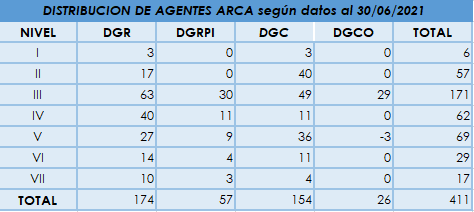 DISTRIBUCION DE AGENTES ARCA según datos al 30/06/2021
NIVEL DGR DGRPI DGC DGCO TOTAL
I 3 0 3 0 6
II 17 0 40 0 57
III 63 30 49 29 171
IV 40 11 11 0 62
V 27 9 36 -3 69
VI 14 4 11 0 29
VII 10 3 4 0 17
TOTAL 174 57 154 26 411